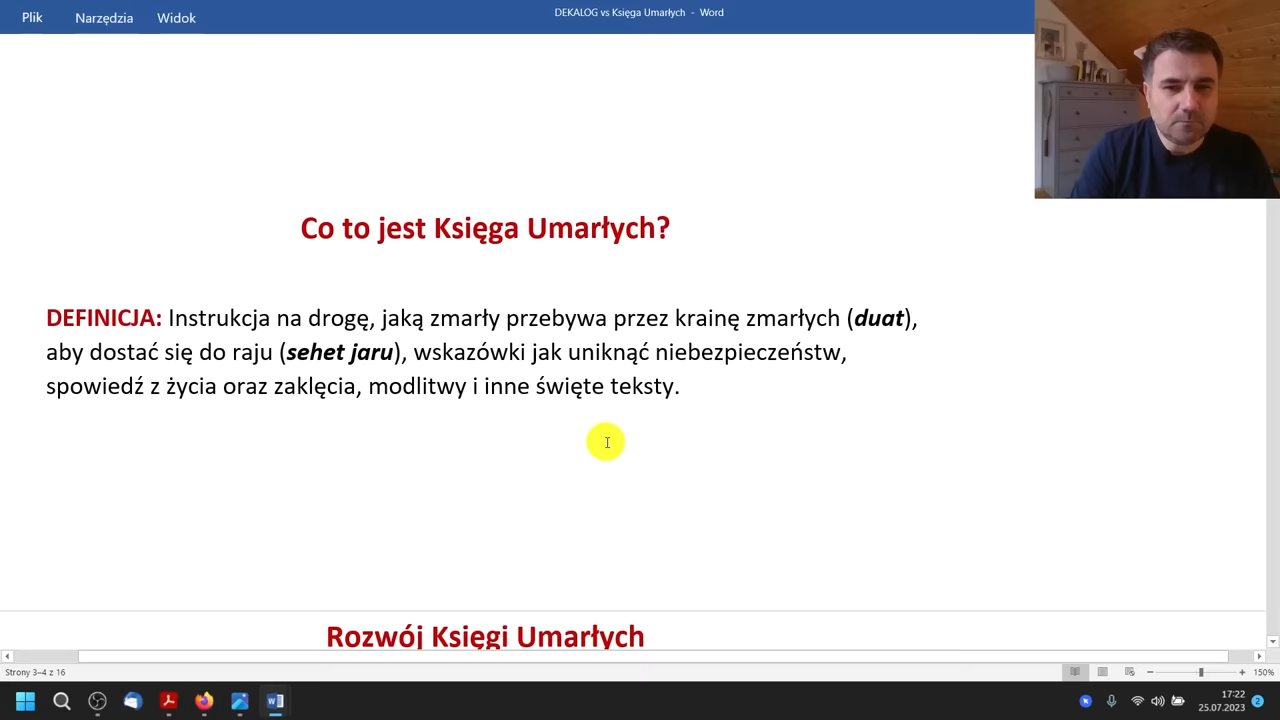 DEKALOG vs Księga Umarłych - Word
Plik Narzędzia Widok
Co to jest Księga Umarłych?
DEFINICJA: Instrukcja na drogę, jaką zmarły przebywa przez krainę zmarłych (duat),
aby dostać się do raju (sehet jaru), wskazówki jak uniknąć niebezpieczeństw,
spowiedź z życia oraz zaklęcia, modlitwy i inne święte teksty.
Rozwój Księgi Umarłych
Strony 3–4 z 16
150%
17:22
25.07.2023
2